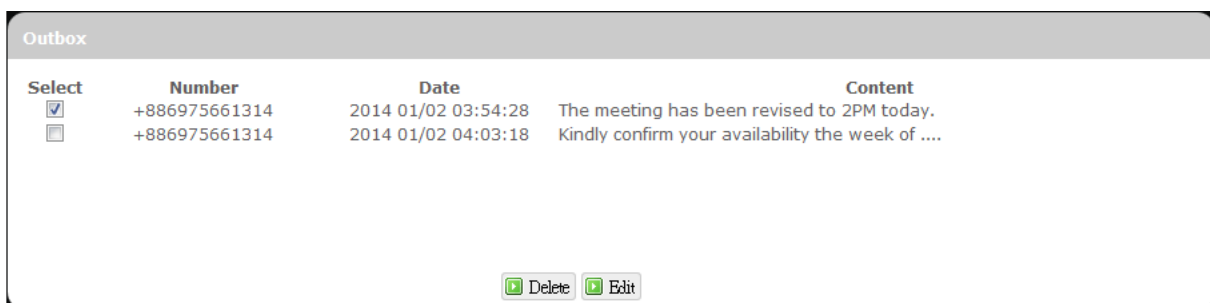 Outbox
Select Number Date Content
+886975661314 2014 01/02 03:54:28 The meeting has been revised to 2PM today.
+886975661314 2014 01/02 04:03:18 Kindly confirm your availability the week of ....
Delete Edit